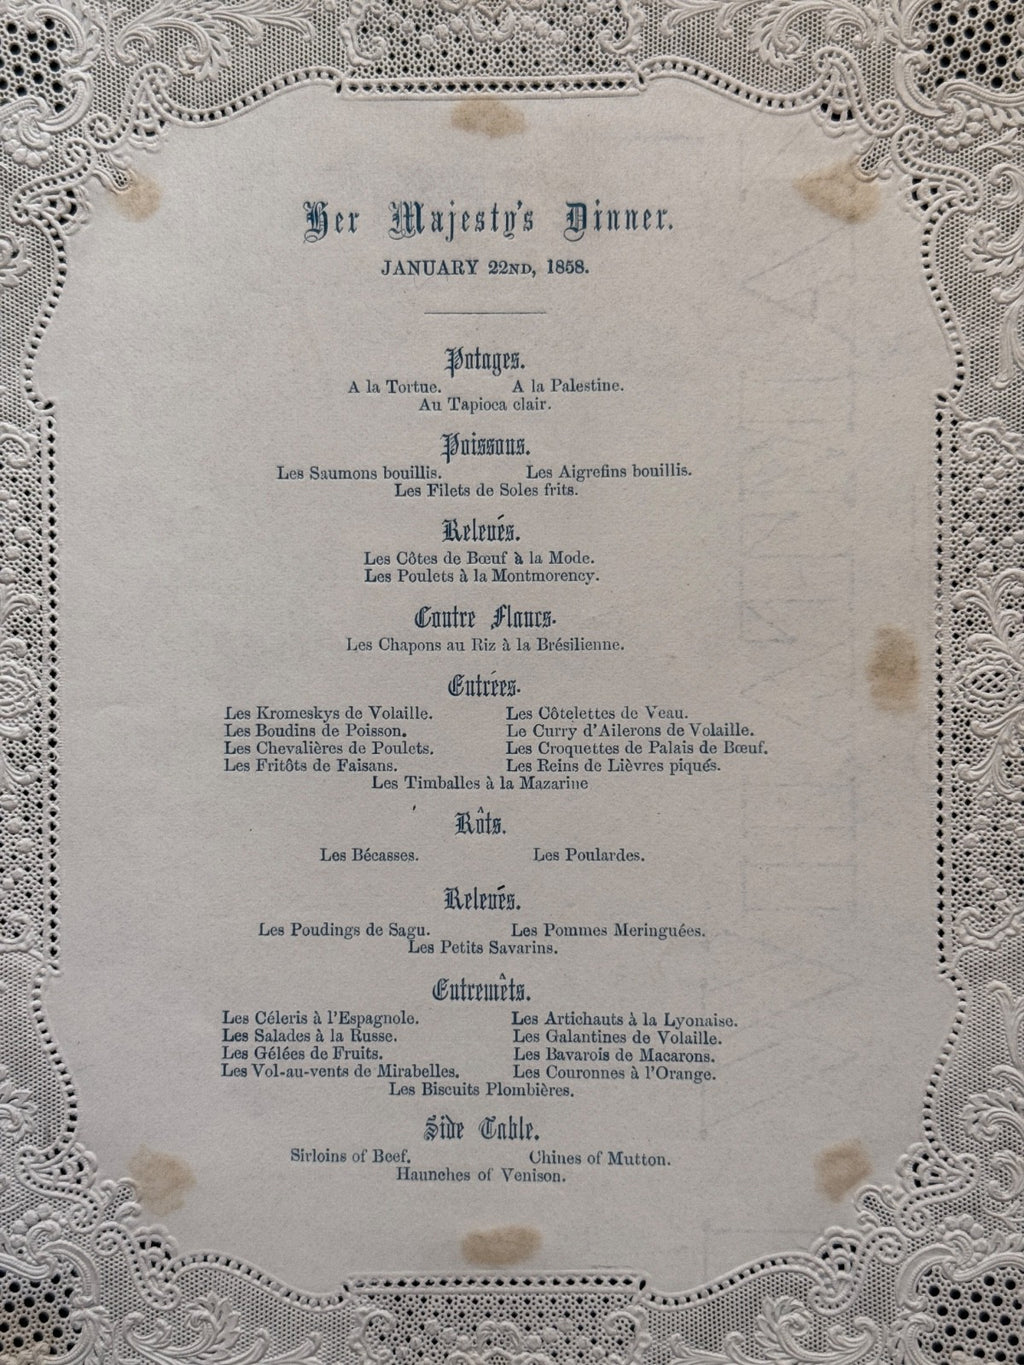 Her Majesty's Dinner.
JANUARY 22ND, 1858.
Potages.
A la Tortue. A la Palestine.
Au Tapioca clair.
Poissons.
Les Saumons bouillis. Les Aigrefins bouillis.
Les Filets de Soles frits.
Relevés.
Les Côtes de Bœuf à la Mode.
Les Poulets à la Montmorency.
Contre Flancs.
Les Chapons au Riz à la Brésilienne.
Entrées.
Les Kromeskys de Volaille. Les Côtelettes de Veau.
Les Boudins de Poisson. Le Curry d'Ailerons de Volaille.
Les Chevalières de Poulets. Les Croquettes de Palais de Bœuf.
Les Fritôts de Faisans. Les Reins de Lièvres piqués.
Les Timballes à la Mazarine
Rôts.
Les Bécasses. Les Poulardes.
Relevés.
Les Poudings de Sagu. Les Pommes Meringuées.
Les Petits Savarins.
Entremêts.
Les Céleris à l'Espagnole. Les Artichauts à la Lyonaise.
Les Salades à la Russe. Les Galantines de Volaille.
Les Gélées de Fruits. Les Bavarois de Macarons.
Les Vol-au-vents de Mirabelles. Les Couronnes à l'Orange.
Les Biscuits Plombières.
Side Table.
Sirloins of Beef. Chines of Mutton.
Haunches of Venison.